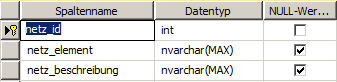 Spaltenname Datentyp NULL-Wer...
netz_id int
netz_element nvarchar(MAX)
netz_beschreibung nvarchar(MAX)